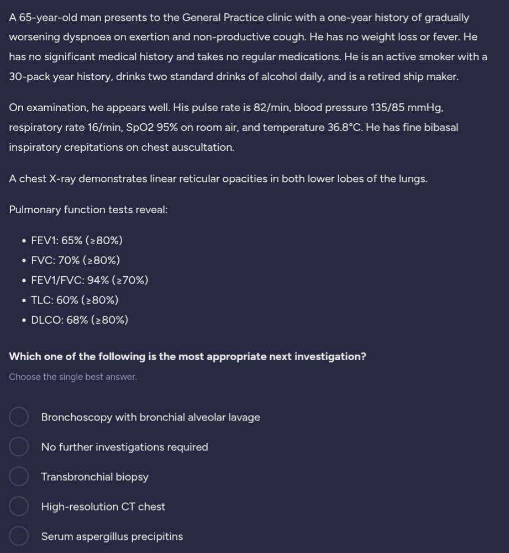 A 65-year-old man presents to the General Practice clinic with a one-year history of gradually
worsening dyspnoea on exertion and non-productive cough. He has no weight loss or fever. He
has no significant medical history and takes no regular medications. He is an active smoker with a
30-pack year history, drinks two standard drinks of alcohol daily, and is a retired ship maker.
On examination, he appears well. His pulse rate is 82/min, blood pressure 135/85 mmHg,
respiratory rate 16/min, SpO2 95% on room air, and temperature 36.8°C. He has fine bibasal
inspiratory crepitations on chest auscultation.
A chest X-ray demonstrates linear reticular opacities in both lower lobes of the lungs.
Pulmonary function tests reveal:
• FEV1: 65% (≥80%)
• FVC: 70% (≥80%)
• FEV1/FVC: 94% (≥70%)
• TLC: 60% (≥80%)
• DLCO: 68% (≥80%)
Which one of the following is the most appropriate next investigation?
Choose the single best answer.
Bronchoscopy with bronchial alveolar lavage
No further investigations required
Transbronchial biopsy
High-resolution CT chest
Serum aspergillus precipitins